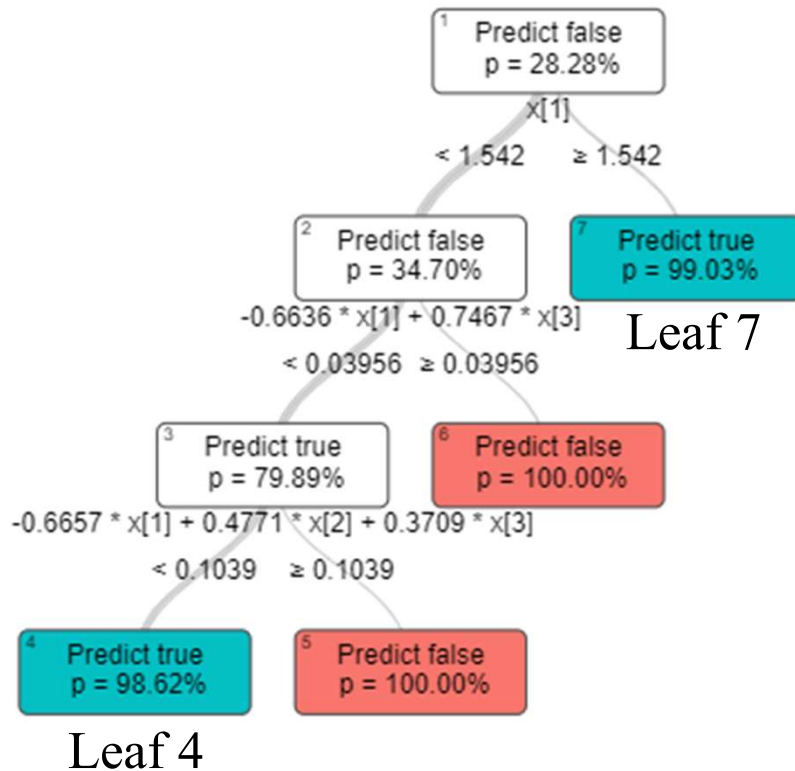 1
Predict false
p = 28.28%
x[1]
< 1.542 ≥ 1.542
2
Predict false
p = 34.70%
7
Predict true
p = 99.03%
-0.6636 * x[1] + 0.7467 * x[3]
Leaf 7
< 0.03956 ≥ 0.03956
3
Predict true
p = 79.89%
6
Predict false
p = 100.00%
-0.6657 * x[1] + 0.4771 * x[2] + 0.3709 * x[3]
< 0.1039 ≥ 0.1039
4
Predict true
p = 98.62%
5
Predict false
p = 100.00%
Leaf 4